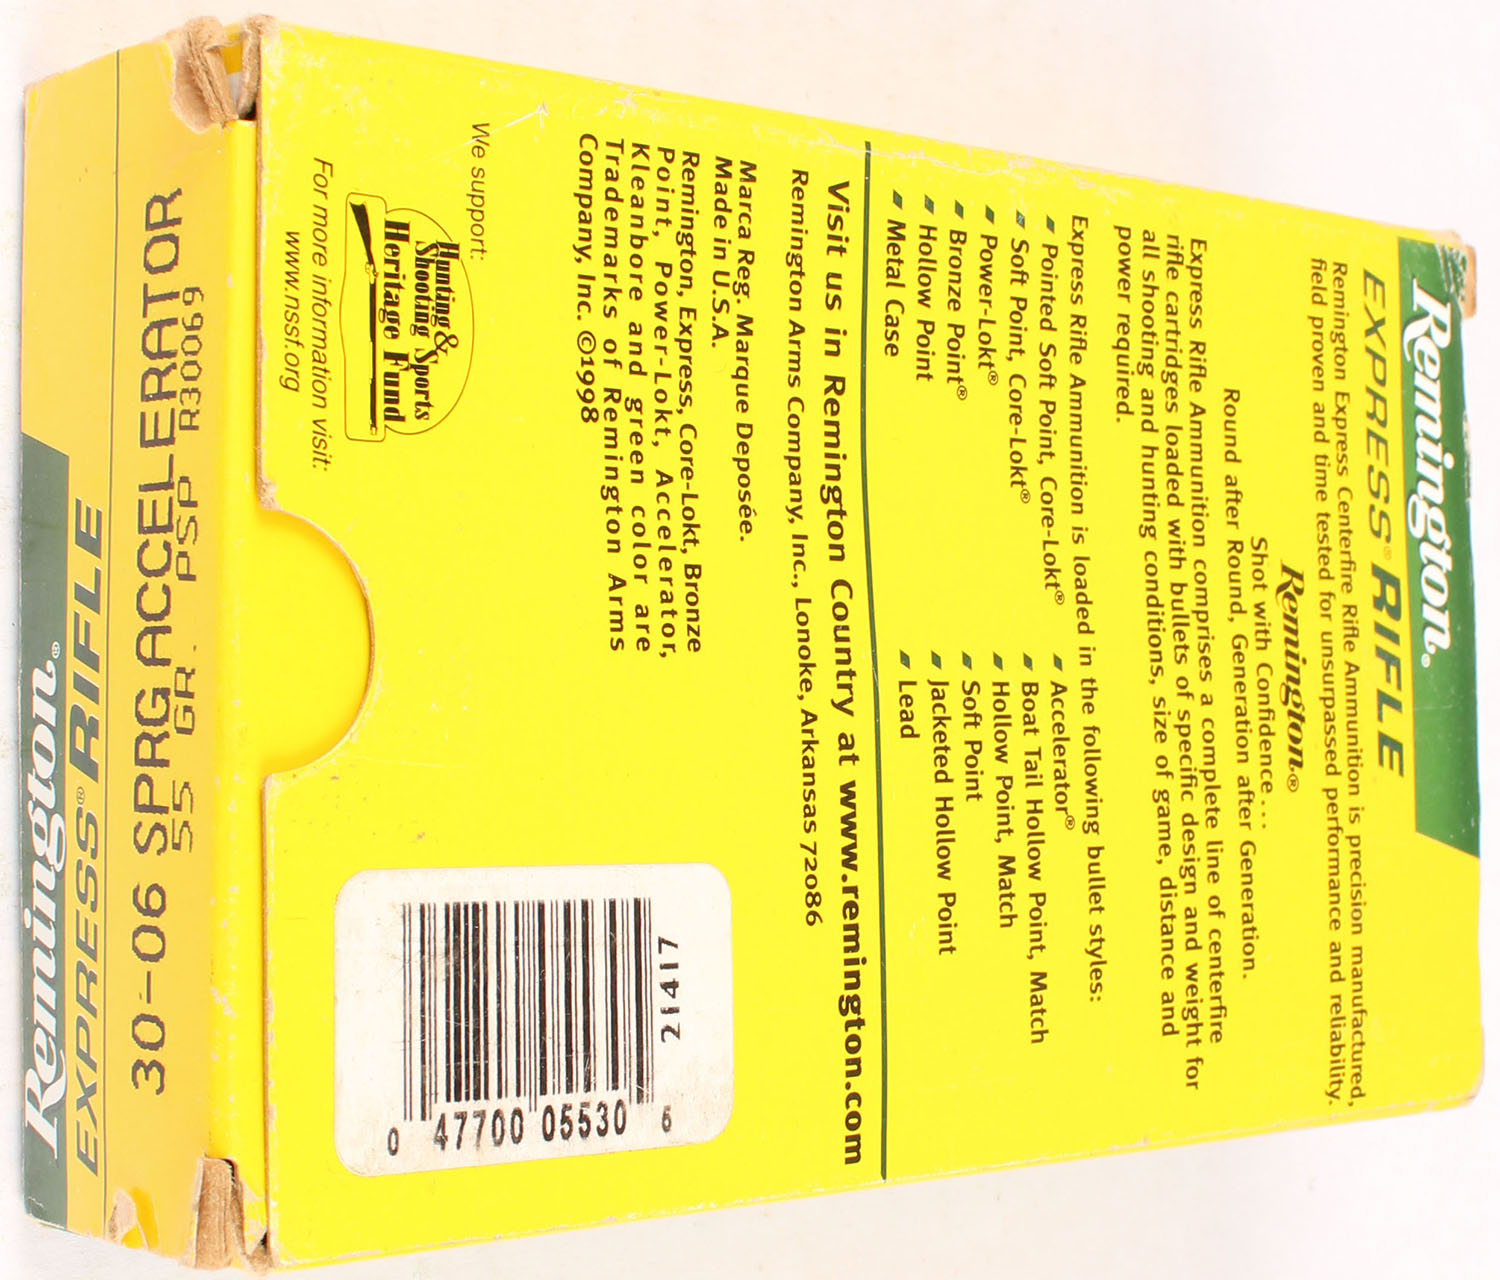 Remington®
EXPRESS® RIFLE
Remington Express Centerfire Rifle Ammunition is precision manufactured,
field proven and time tested for unsurpassed performance and reliability.
Remington®
Shot with Confidence...
Round after Round, Generation after Generation.
Express Rifle Ammunition comprises a complete line of centerfire
rifle cartridges loaded with bullets of specific design and weight for
all shooting and hunting conditions, size of game, distance and
power required.
Express Rifle Ammunition is loaded in the following bullet styles:
Pointed Soft Point, Core-Lokt®
Soft Point, Core-Lokt®
Power-Lokt®
Bronze Point®
Hollow Point
Metal Case
Accelerator®
Boat Tail Hollow Point, Match
Hollow Point, Match
Soft Point
Jacketed Hollow Point
Lead
Visit us in Remington Country at www.remington.com
Remington Arms Company, Inc., Lonoke, Arkansas 72086
Marca Reg. Marque Deposée.
Made in U.S.A.
Remington, Express, Core-Lokt, Bronze
Point, Power-Lokt, Accelerator,
Kleanbore and green color are
Trademarks of Remington Arms
Company, Inc. ©1998
We support:
Hunting &
Shooting Sports
Heritage Fund
For more information visit:
www.nssf.org
21417
0 47700 05530 6
30-06 SPRG ACCELERATOR
55 GR. PSP R30069
Remington®
EXPRESS® RIFLE